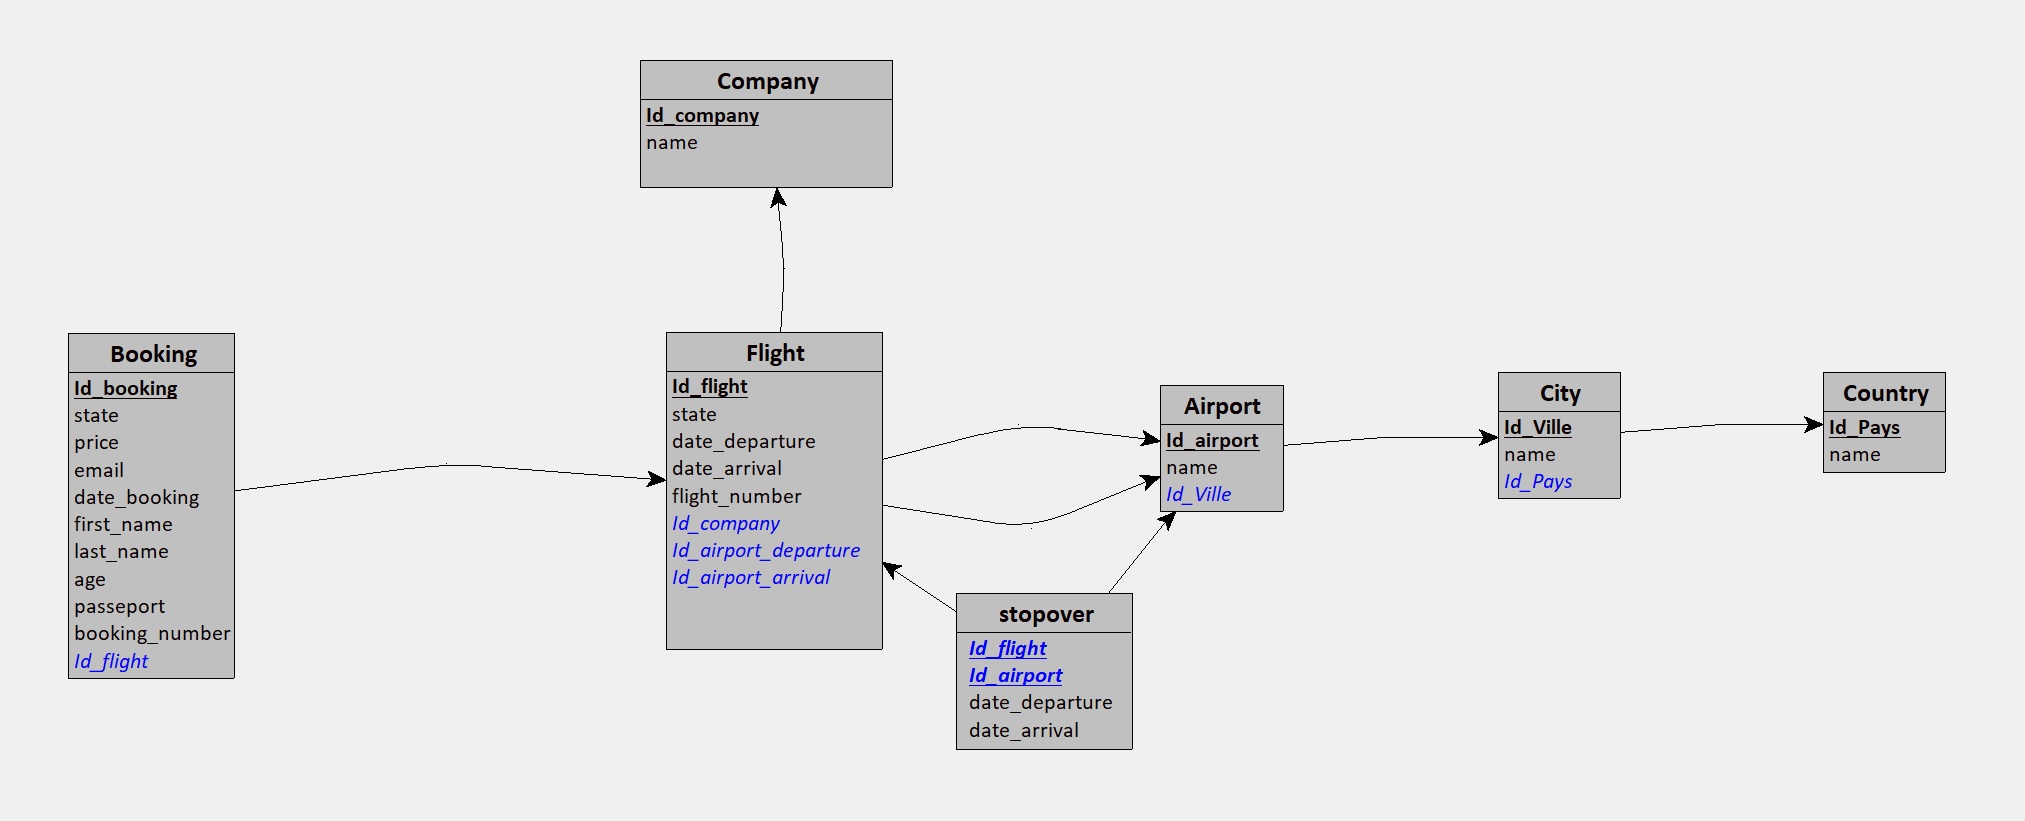 Company
Id_company
name
Booking
Id_booking
state
price
email
date_booking
first_name
last_name
age
passeport
booking_number
Id_flight
Flight
Id_flight
state
date_departure
date_arrival
flight_number
Id_company
Id_airport_departure
Id_airport_arrival
Airport
Id_airport
name
Id_Ville
City
Id_Ville
name
Id_Pays
Country
Id_Pays
name
stopover
Id_flight
Id_airport
date_departure
date_arrival